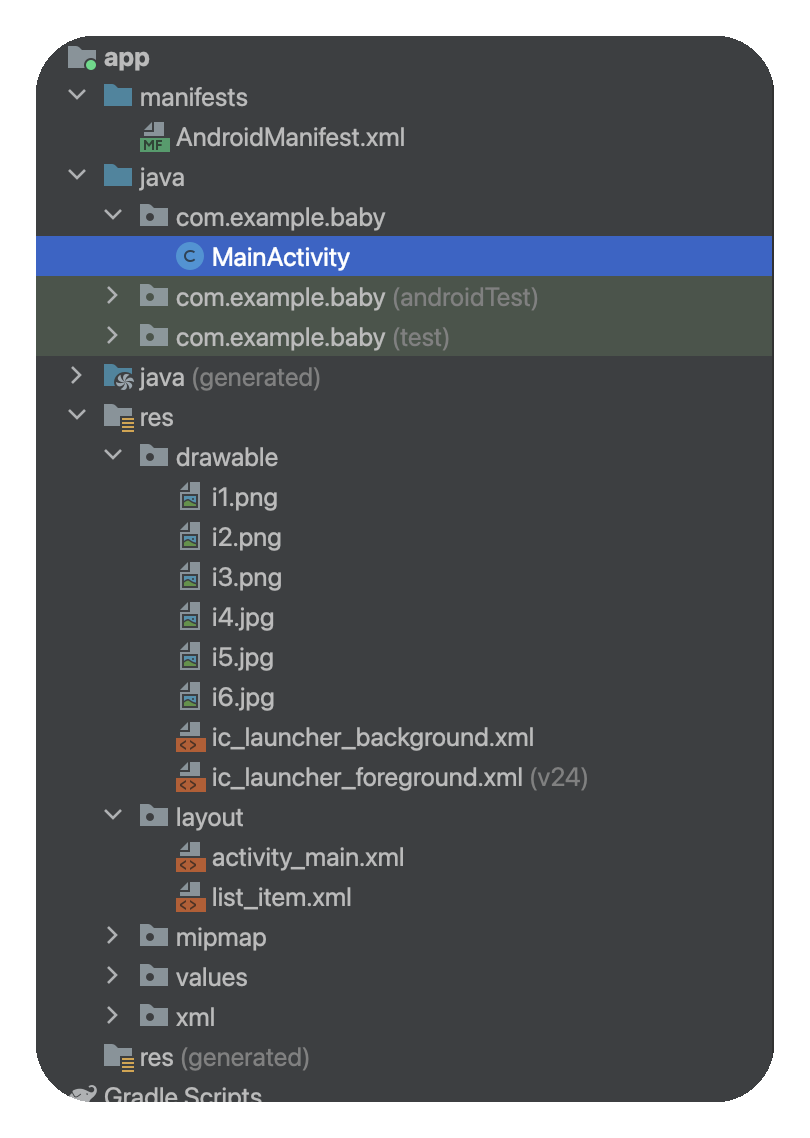 app
manifests
MF AndroidManifest.xml
java
com.example.baby
C MainActivity
com.example.baby (androidTest)
com.example.baby (test)
java (generated)
res
drawable
i1.png
i2.png
i3.png
i4.jpg
i5.jpg
i6.jpg
<> ic_launcher_background.xml
<> ic_launcher_foreground.xml (v24)
layout
<> activity_main.xml
<> list_item.xml
mipmap
values
xml
res (generated)
Gradle Scripts